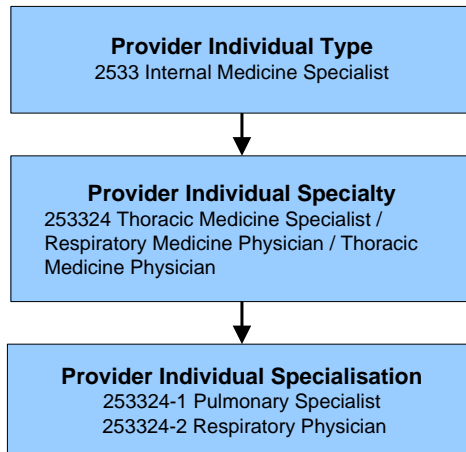 Provider Individual Type
2533 Internal Medicine Specialist
Provider Individual Specialty
253324 Thoracic Medicine Specialist /
Respiratory Medicine Physician / Thoracic
Medicine Physician
Provider Individual Specialisation
253324-1 Pulmonary Specialist
253324-2 Respiratory Physician